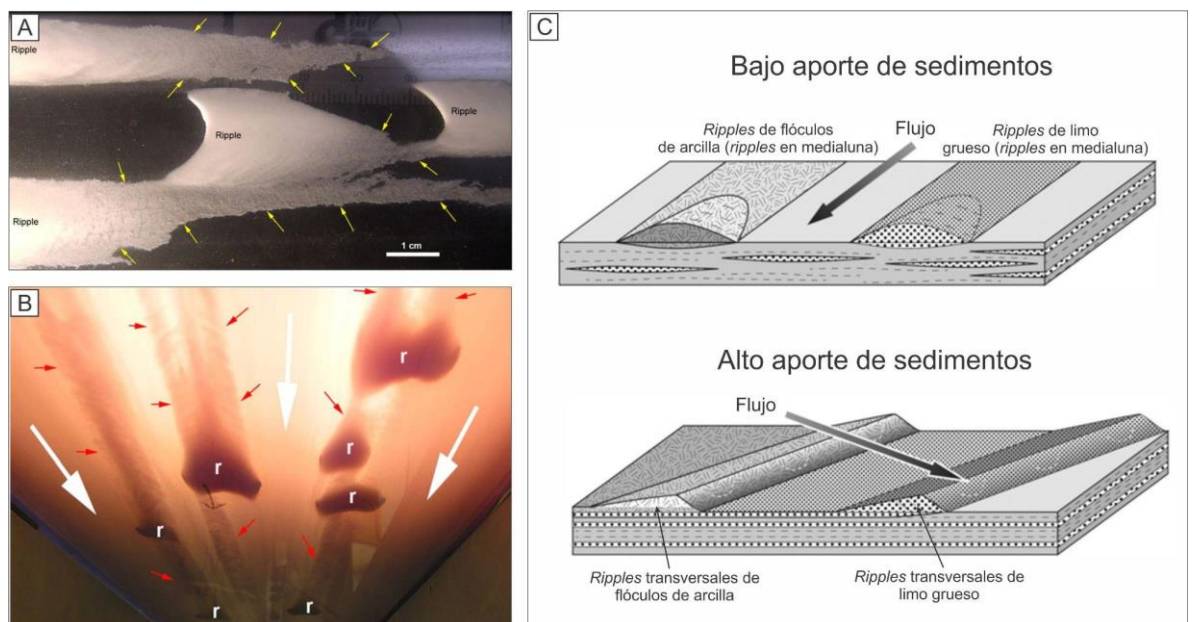 A
Ripple
Ripple
Ripple
Ripple
1 cm
B
r
r
r
r
r
r
r
C
Bajo aporte de sedimentos
Ripples de flóculos
de arcilla (ripples en medialuna)
Flujo
Ripples de limo
grueso (ripples en medialuna)
Alto aporte de sedimentos
Flujo
Ripples transversales de
flóculos de arcilla
Ripples transversales de
limo grueso